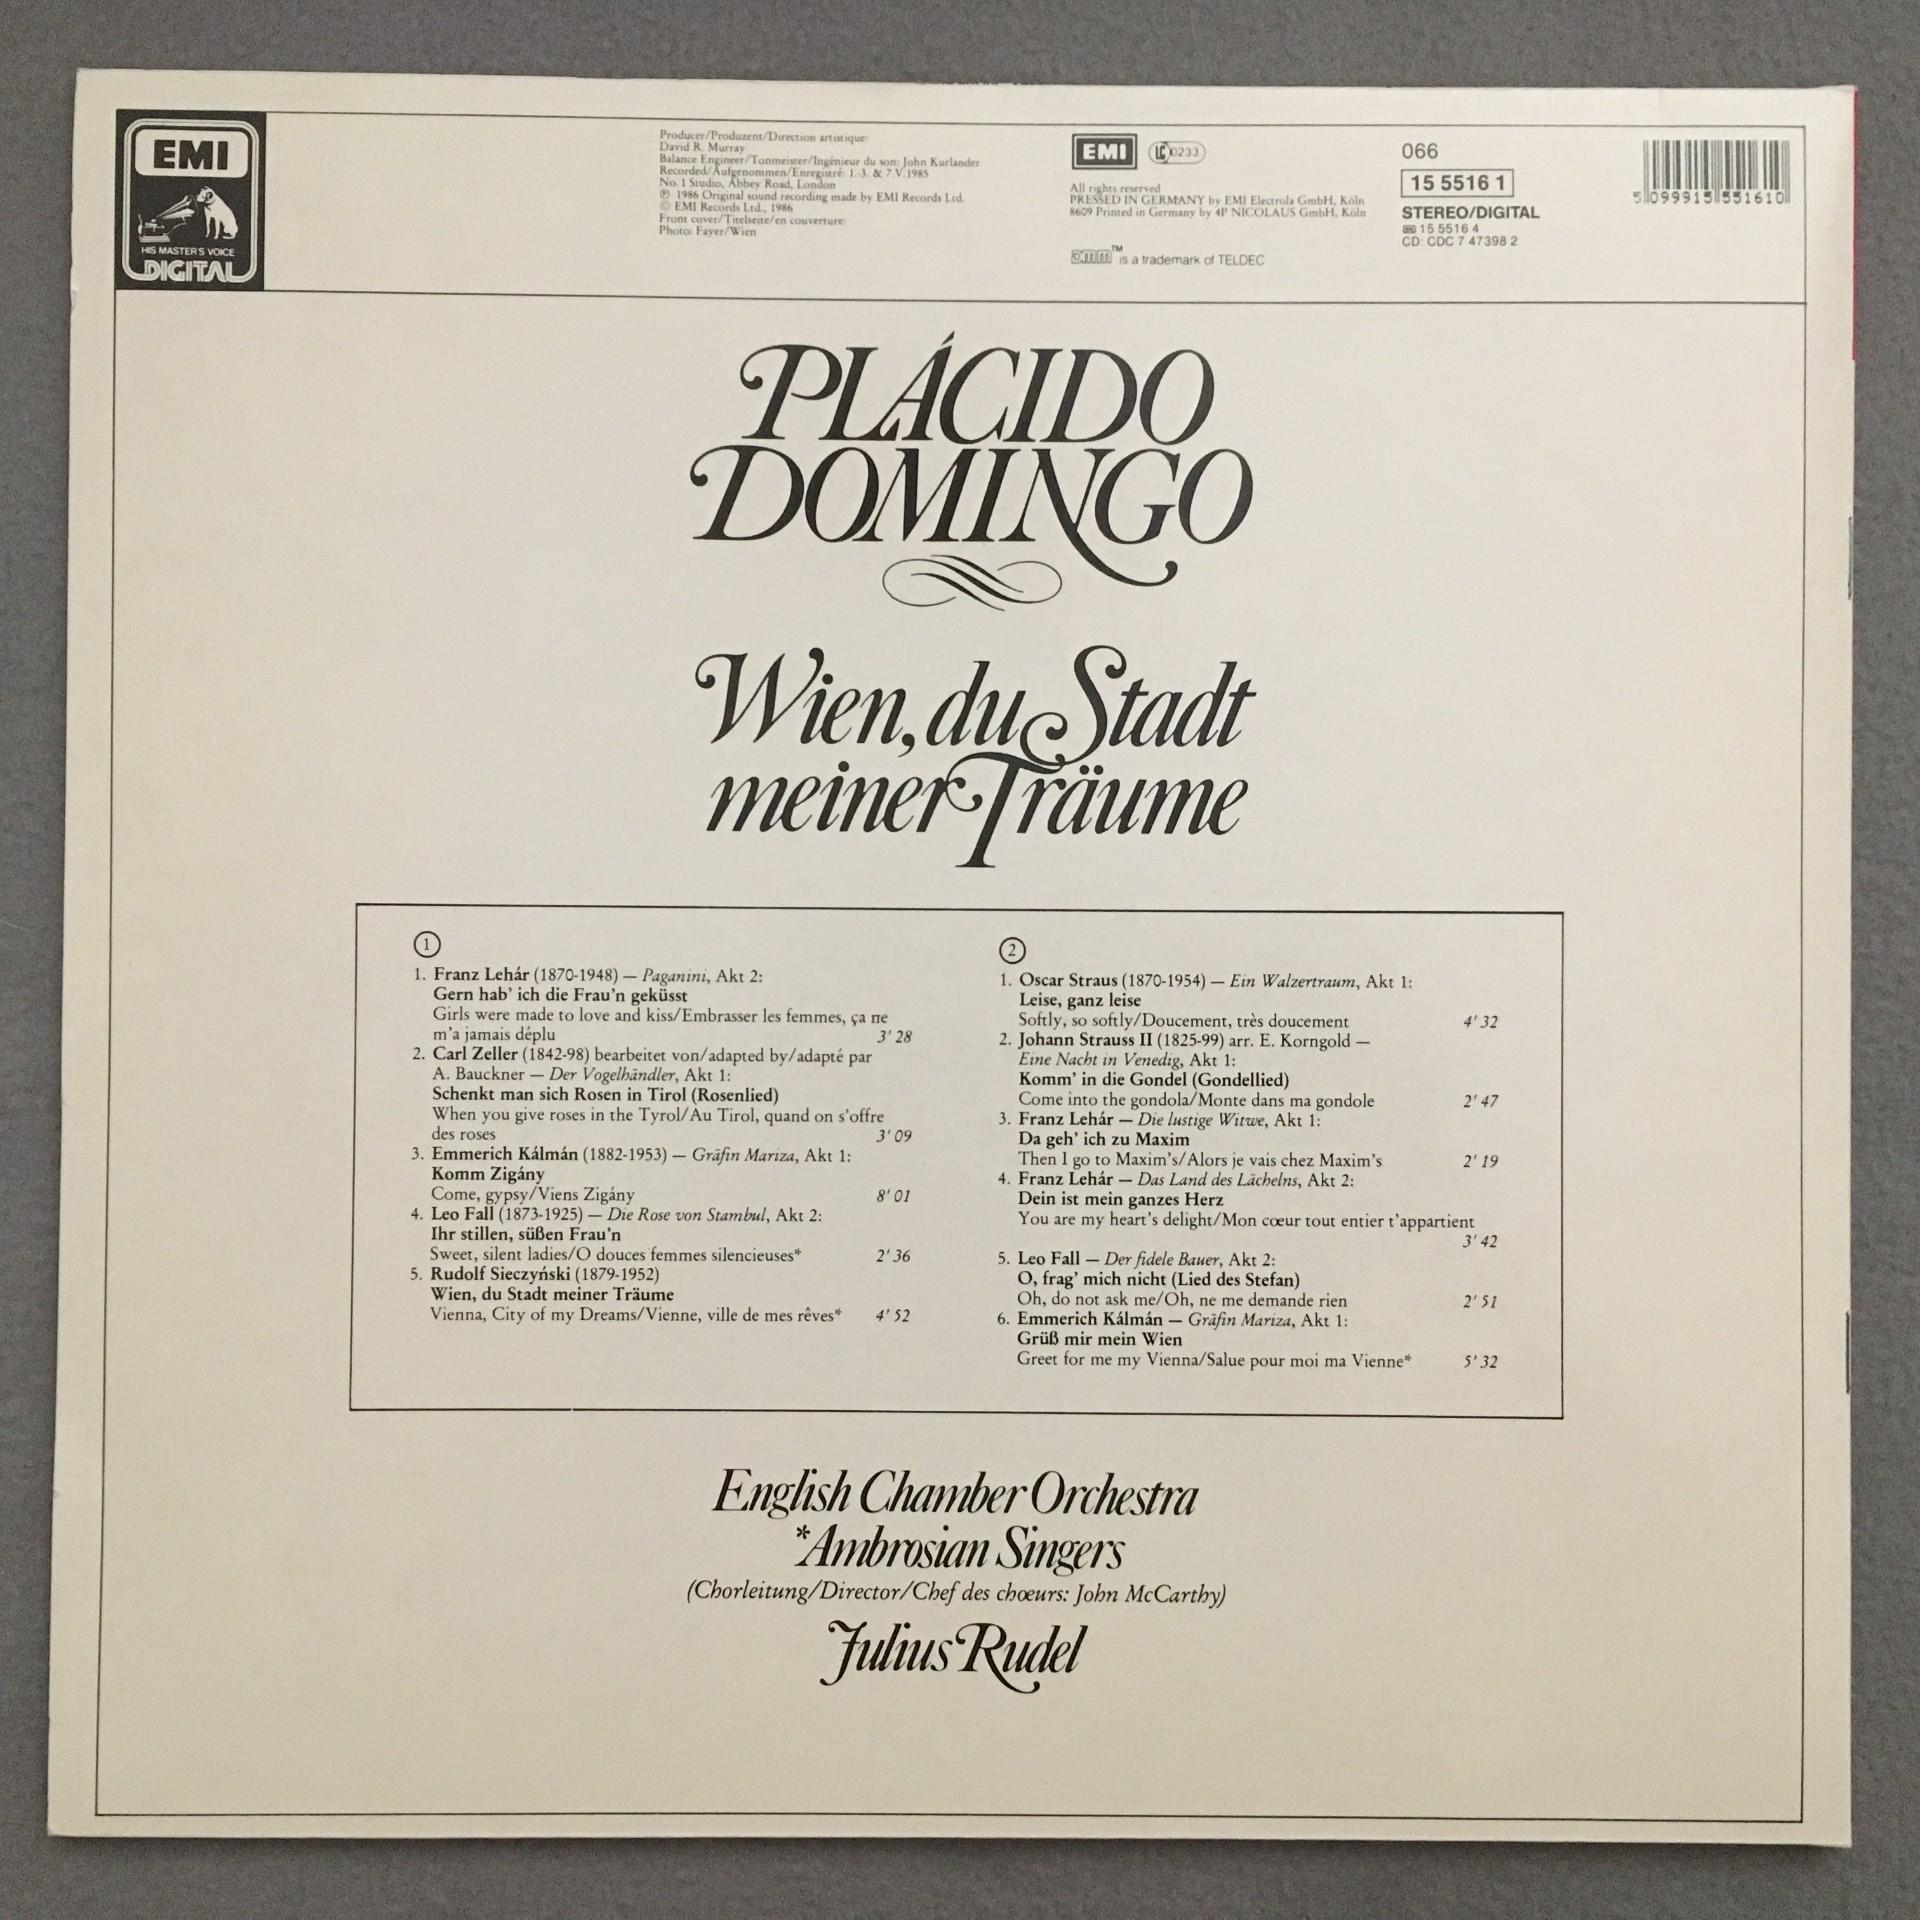 EMI
HIS MASTER'S VOICE
DIGITAL
Producer/Produzent/Direction artistique:
David R. Murray
Balance Engineer/Tonmeister/Ingénieur du son: John Kurlander
Recorded/Aufgenommen/Enregistré: 1.-3. & 7.V.1985
No. 1 Studio, Abbey Road, London
℗ 1986 Original sound recording made by EMI Records Ltd.
© EMI Records Ltd., 1986
Front cover/Titelseite/en couverture:
Photo: Fayer/Wien
EMI LC 0233
All rights reserved
PRESSED IN GERMANY by EMI Electrola GmbH, Köln
8609 Printed in Germany by 4P NICOLAUS GmbH, Köln
DMM™ is a trademark of TELDEC
066
15 5516 1
STEREO/DIGITAL
15 5516 4
CD: CDC 7 47398 2
5 099915 551610
PLÁCIDO
DOMINGO
Wien, du Stadt
meiner Träume
1
1. Franz Lehár (1870-1948) — Paganini, Akt 2:
Gern hab' ich die Frau'n geküsst
Girls were made to love and kiss/Embrasser les femmes, ça ne
m'a jamais déplu 3' 28
2. Carl Zeller (1842-98) bearbeitet von/adapted by/adapté par
A. Bauckner — Der Vogelhändler, Akt 1:
Schenkt man sich Rosen in Tirol (Rosenlied)
When you give roses in the Tyrol/Au Tirol, quand on s'offre
des roses 3' 09
3. Emmerich Kálmán (1882-1953) — Gräfin Mariza, Akt 1:
Komm Zigány
Come, gypsy/Viens Zigány 8' 01
4. Leo Fall (1873-1925) — Die Rose von Stambul, Akt 2:
Ihr stillen, süßen Frau'n
Sweet, silent ladies/O douces femmes silencieuses* 2' 36
5. Rudolf Sieczyński (1879-1952)
Wien, du Stadt meiner Träume
Vienna, City of my Dreams/Vienne, ville de mes rêves* 4' 52
2
1. Oscar Straus (1870-1954) — Ein Walzertraum, Akt 1:
Leise, ganz leise
Softly, so softly/Doucement, très doucement 4' 32
2. Johann Strauss II (1825-99) arr. E. Korngold —
Eine Nacht in Venedig, Akt 1:
Komm' in die Gondel (Gondellied)
Come into the gondola/Monte dans ma gondole 2' 47
3. Franz Lehár — Die lustige Witwe, Akt 1:
Da geh' ich zu Maxim
Then I go to Maxim's/Alors je vais chez Maxim's 2' 19
4. Franz Lehár — Das Land des Lächelns, Akt 2:
Dein ist mein ganzes Herz
You are my heart's delight/Mon cœur tout entier t'appartient
3' 42
5. Leo Fall — Der fidele Bauer, Akt 2:
O, frag' mich nicht (Lied des Stefan)
Oh, do not ask me/Oh, ne me demande rien 2' 51
6. Emmerich Kálmán — Gräfin Mariza, Akt 1:
Grüß mir mein Wien
Greet for me my Vienna/Salue pour moi ma Vienne* 5' 32
English Chamber Orchestra
*Ambrosian Singers
(Chorleitung/Director/Chef des chœurs: John McCarthy)
Julius Rudel